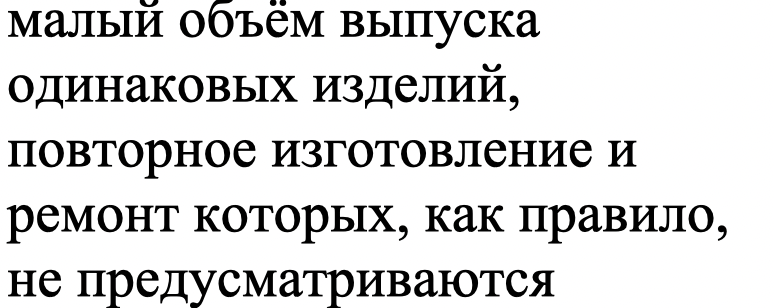 малый объём выпуска
одинаковых изделий,
повторное изготовление и
ремонт которых, как правило,
не предусматриваются